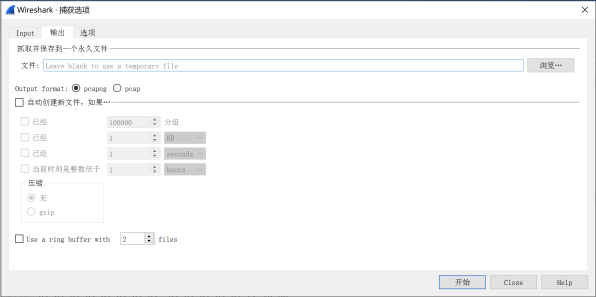 Wireshark · 捕获选项
Input 输出 选项
抓取并保存到一个永久文件
文件: Leave blank to use a temporary file 浏览…
Output format: pcapng pcap
自动创建新文件, 如果…
已经 100000 分组
已经 1 KB
已经 1 seconds
当前时刻是整数倍于 1 hours
压缩
无
gzip
Use a ring buffer with 2 files
开始 Close Help